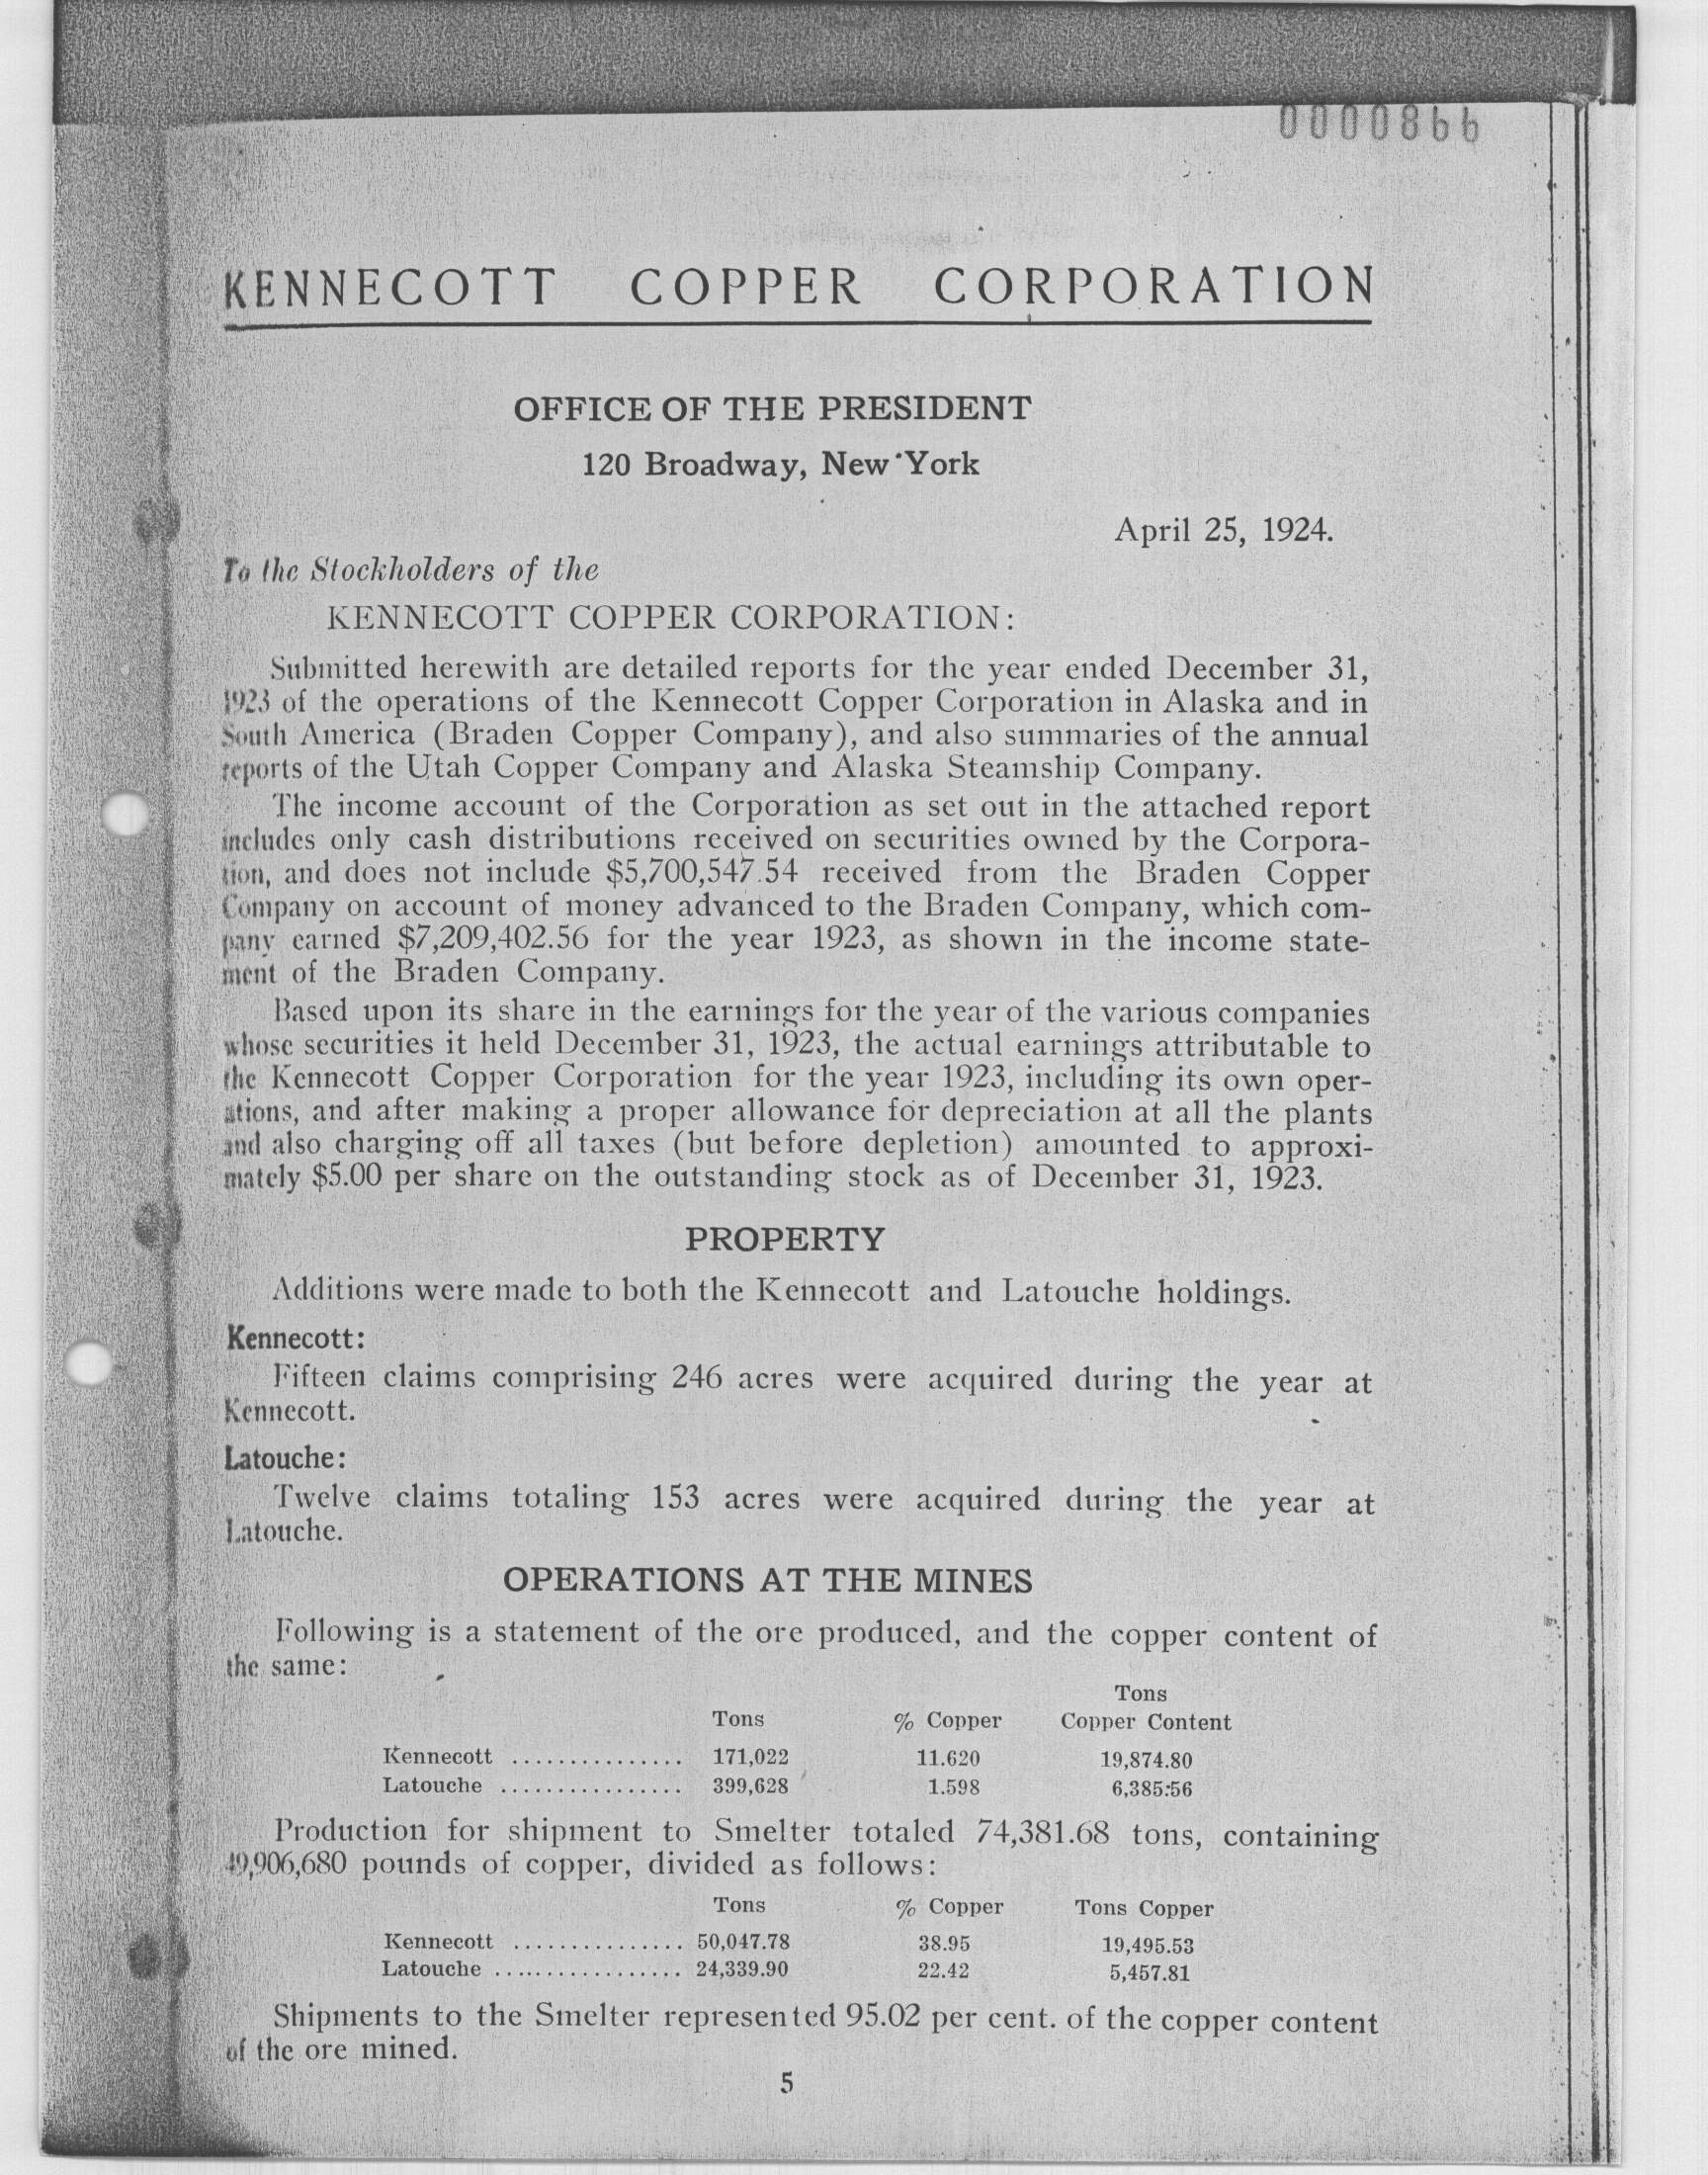 0000866
KENNECOTT COPPER CORPORATION
OFFICE OF THE PRESIDENT
120 Broadway, New York
April 25, 1924.
To the Stockholders of the
KENNECOTT COPPER CORPORATION:
Submitted herewith are detailed reports for the year ended December 31,
1923 of the operations of the Kennecott Copper Corporation in Alaska and in
South America (Braden Copper Company), and also summaries of the annual
reports of the Utah Copper Company and Alaska Steamship Company.
The income account of the Corporation as set out in the attached report
includes only cash distributions received on securities owned by the Corpora-
tion, and does not include $5,700,547.54 received from the Braden Copper
Company on account of money advanced to the Braden Company, which com-
pany earned $7,209,402.56 for the year 1923, as shown in the income state-
ment of the Braden Company.
Based upon its share in the earnings for the year of the various companies
whose securities it held December 31, 1923, the actual earnings attributable to
the Kennecott Copper Corporation for the year 1923, including its own oper-
ations, and after making a proper allowance for depreciation at all the plants
and also charging off all taxes (but before depletion) amounted to approxi-
mately $5.00 per share on the outstanding stock as of December 31, 1923.
PROPERTY
Additions were made to both the Kennecott and Latouche holdings.
Kennecott:
Fifteen claims comprising 246 acres were acquired during the year at
Kennecott.
Latouche:
Twelve claims totaling 153 acres were acquired during the year at
Latouche.
OPERATIONS AT THE MINES
Following is a statement of the ore produced, and the copper content of
the same:
Tons
Tons % Copper Copper Content
Kennecott ............... 171,022 11.620 19,874.80
Latouche ................ 399,628 1.598 6,385:56
Production for shipment to Smelter totaled 74,381.68 tons, containing
49,906,680 pounds of copper, divided as follows:
Tons % Copper Tons Copper
Kennecott ............... 50,047.78 38.95 19,495.53
Latouche ................. 24,339.90 22.42 5,457.81
Shipments to the Smelter represented 95.02 per cent. of the copper content
of the ore mined.
5